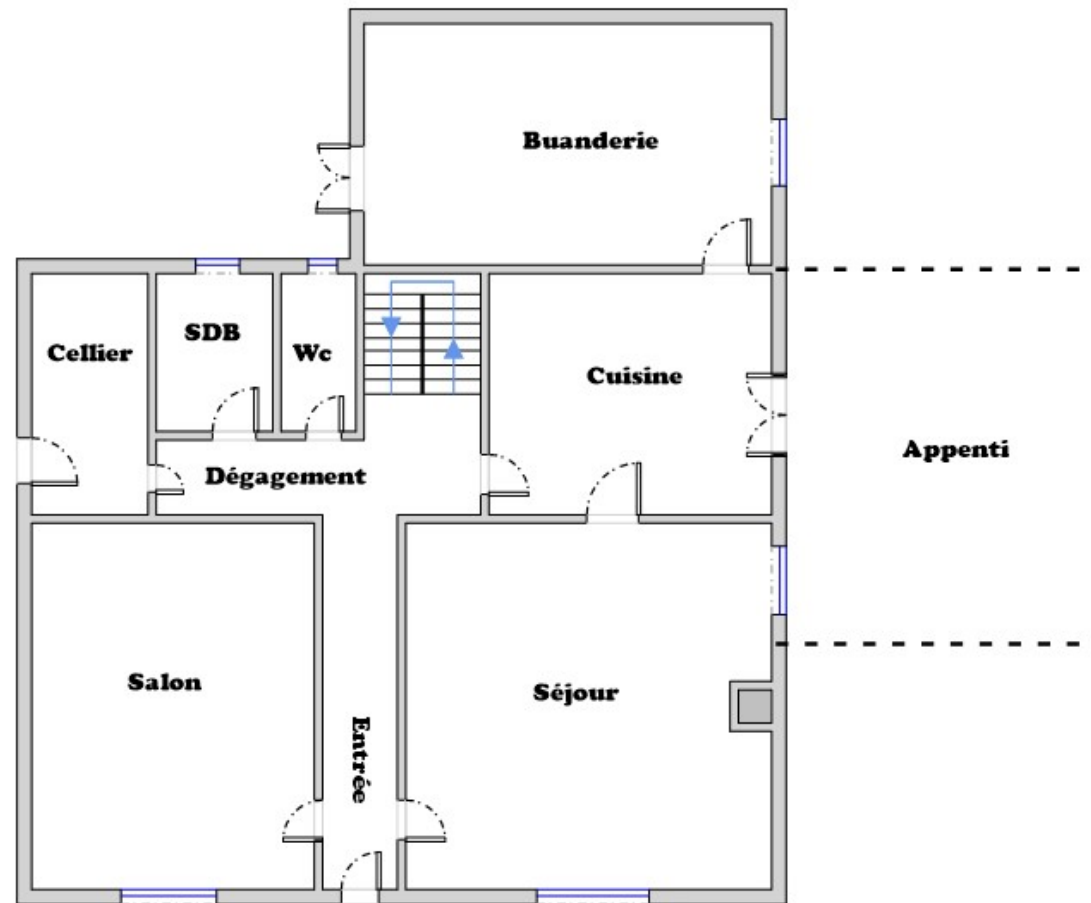 Buanderie
SDB
Cellier
Wc
Cuisine
Appenti
Dégagement
Salon
Séjour
Entrée